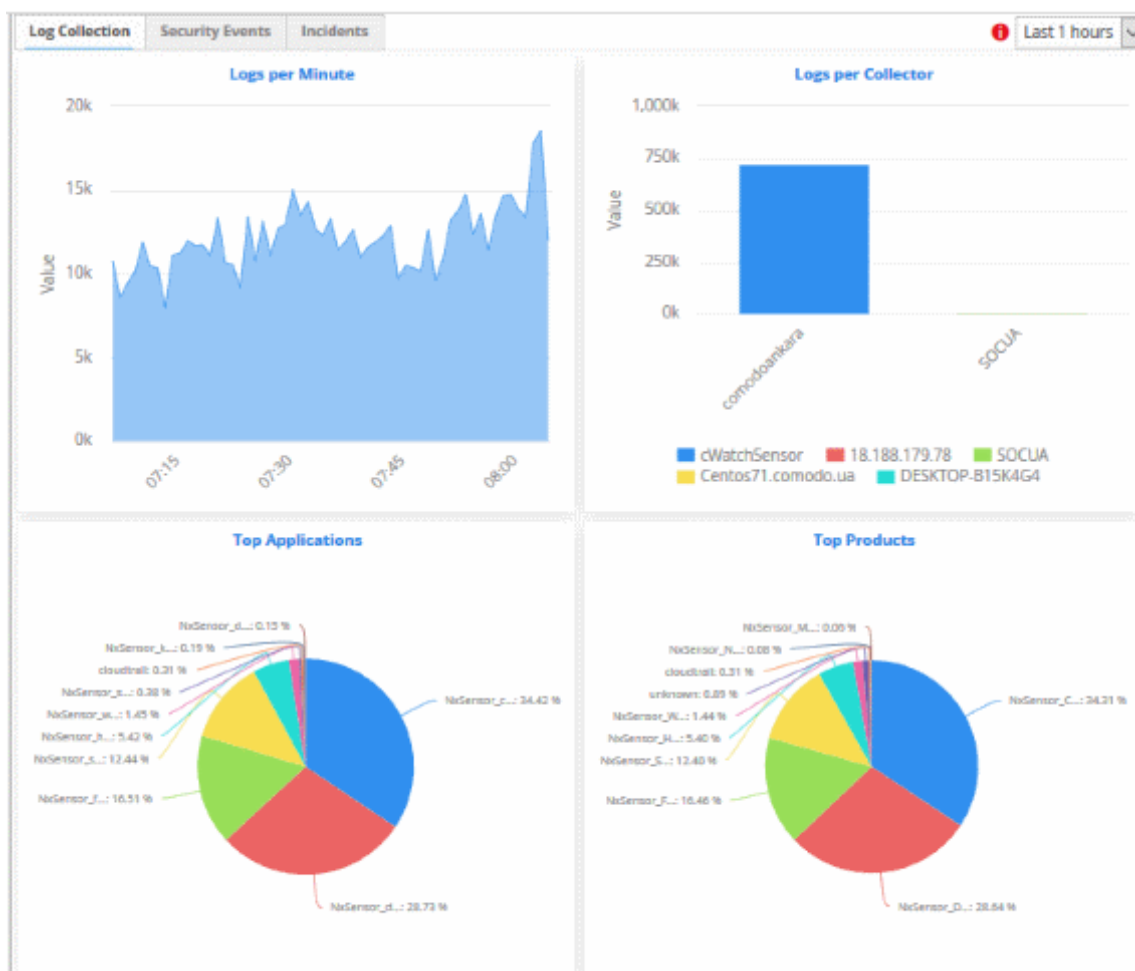 Log Collection Security Events Incidents Last 1 hours
Logs per Minute
20k
15k
10k
5k
0k
Value
07:15 07:30 07:45 08:00
Logs per Collector
1,000k
750k
500k
250k
0k
Value
comodoankara SOCUA
cWatchSensor 18.188.179.78 SOCUA
Centos71.comodo.ua DESKTOP-B15K4G4
Top Applications
NxSensor_d...: 0.15 %
NxSensor_k...: 0.19 %
cloudtrail: 0.31 %
NxSensor_s...: 0.38 %
NxSensor_w...: 1.45 %
NxSensor_h...: 5.42 %
NxSensor_s...: 12.44 %
NxSensor_f...: 16.51 %
NxSensor_c...: 34.42 %
NxSensor_d...: 28.73 %
Top Products
NxSensor_M...: 0.06 %
NxSensor_N...: 0.08 %
cloudtrail: 0.31 %
unknown: 0.89 %
NxSensor_W...: 1.44 %
NxSensor_H...: 5.40 %
NxSensor_S...: 12.40 %
NxSensor_F...: 16.46 %
NxSensor_C...: 34.31 %
NxSensor_D...: 28.64 %